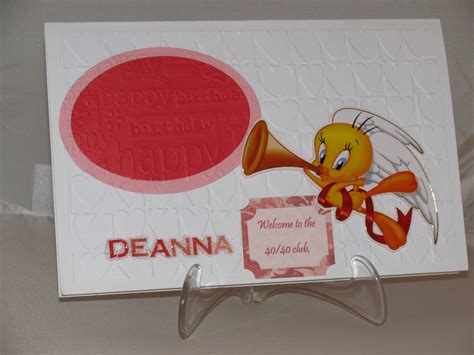 happy birthday
birthday
happy
DEANNA
Welcome to the
40/40 club,